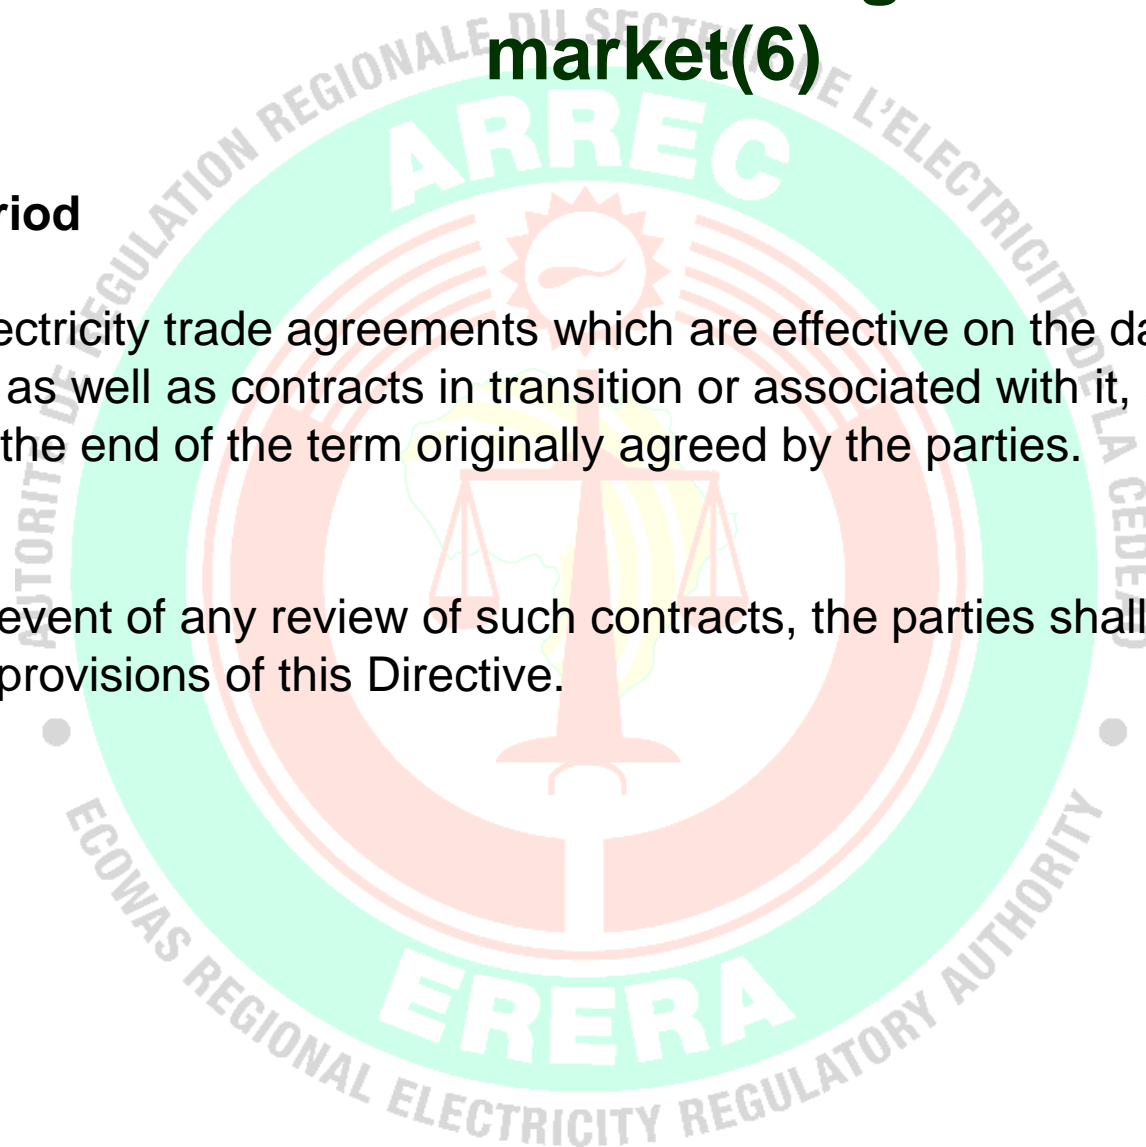 market(6)
riod
ectricity trade agreements which are effective on the da
as well as contracts in transition or associated with it,
the end of the term originally agreed by the parties.
event of any review of such contracts, the parties shall
provisions of this Directive.
AUTORITE DE REGULATION REGIONALE DU SECTEUR DE L'ELECTRICITE DE LA CEDEAO
ARREC
ERERA
ECOWAS REGIONAL ELECTRICITY REGULATORY AUTHORITY